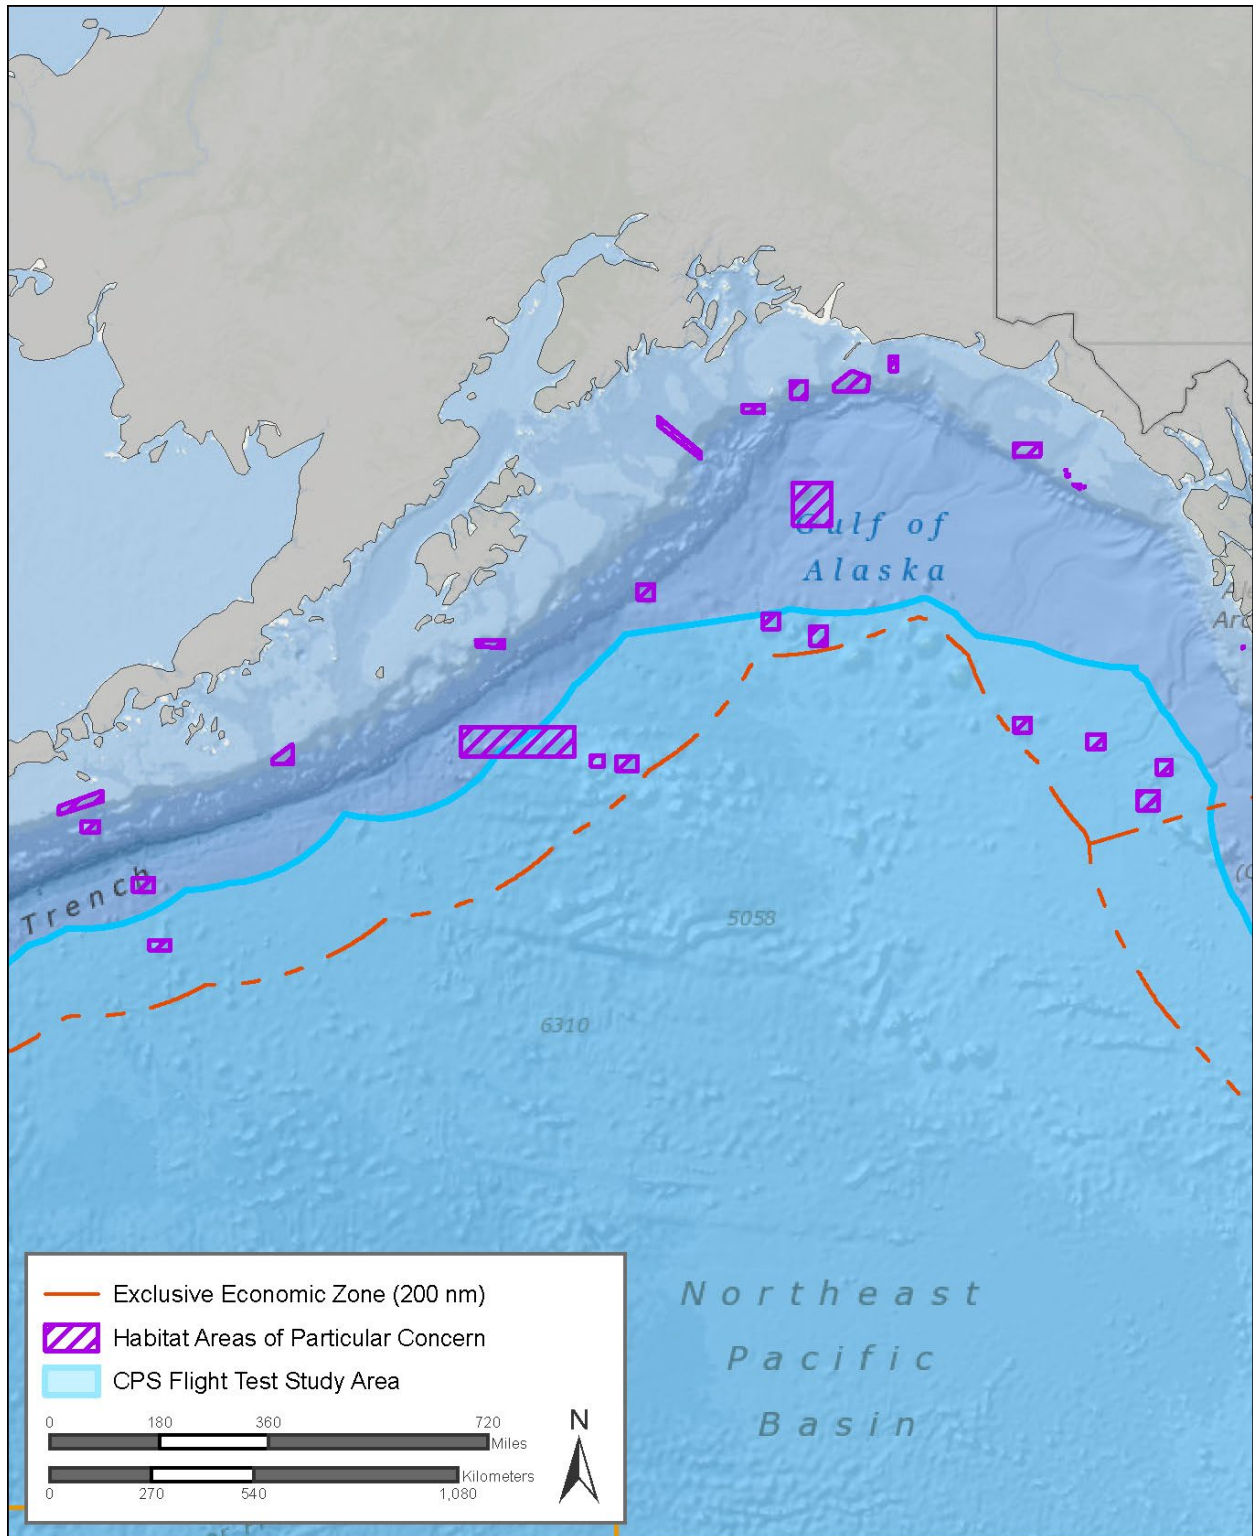 Gulf of
Alaska
Trench
5058
6310
Northeast
Pacific
Basin
Exclusive Economic Zone (200 nm)
Habitat Areas of Particular Concern
CPS Flight Test Study Area
0 180 360 720
Miles
Kilometers
0 270 540 1,080
N